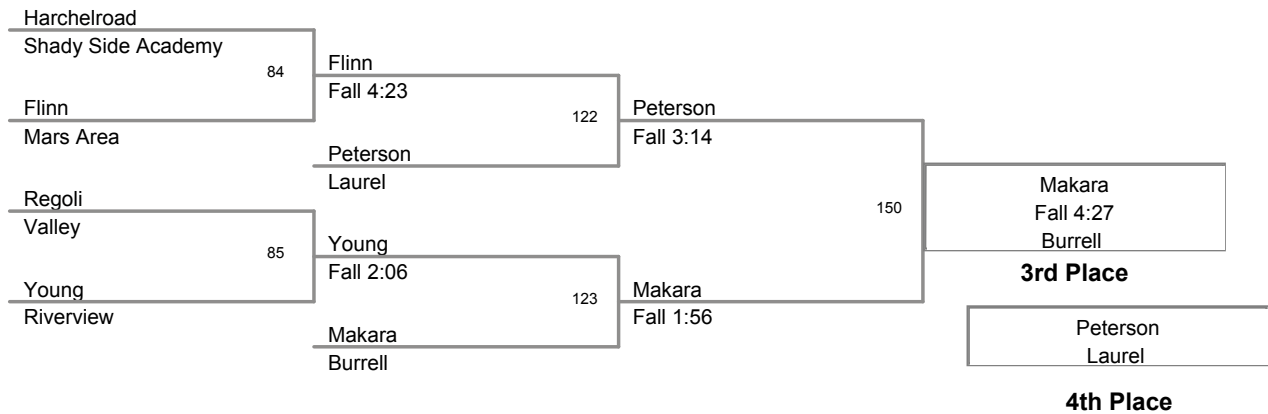 Harchelroad
Shady Side Academy
84
Flinn
Mars Area
Flinn
Fall 4:23
122
Peterson
Laurel
Regoli
Valley
85
Young
Riverview
Young
Fall 2:06
123
Makara
Burrell
Peterson
Fall 3:14
150
Makara
Fall 1:56
Makara
Fall 4:27
Burrell
3rd Place
Peterson
Laurel
4th Place